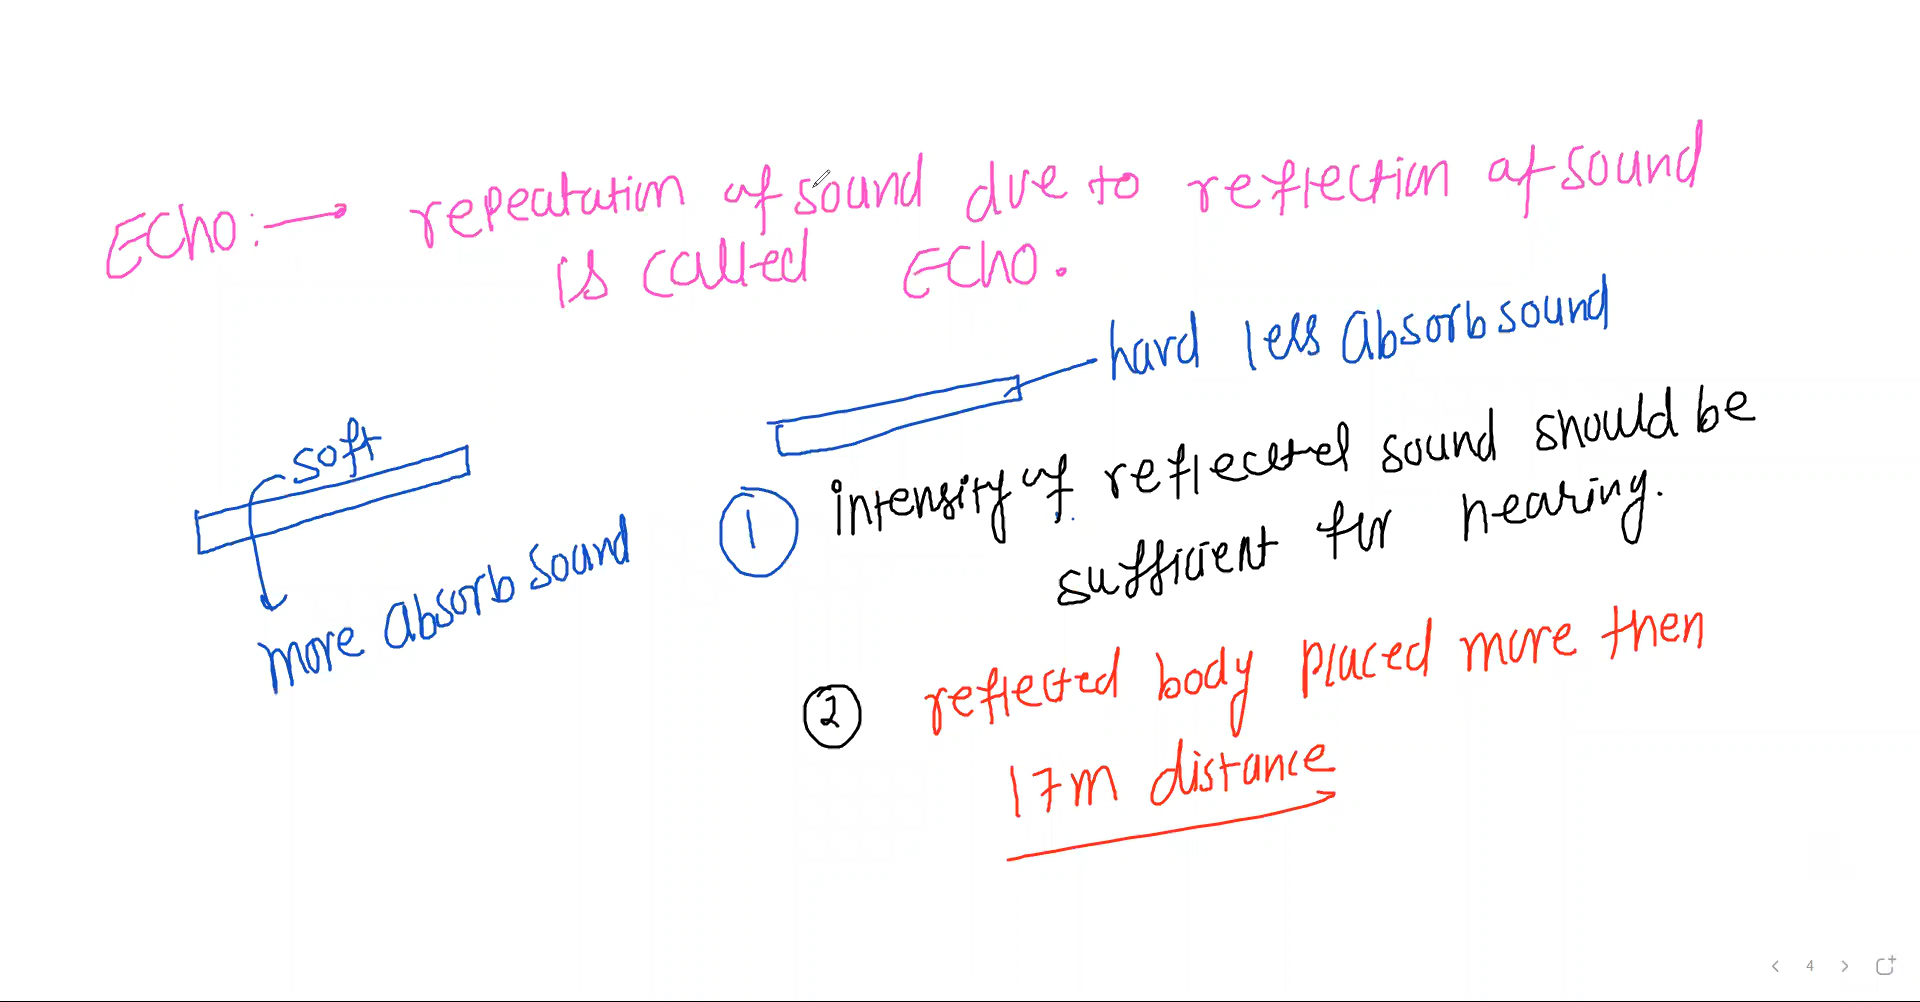 ECho:→ repeatation of sound due to reflection of sound
is called ECho.
hard less Absorb sound
soft
more absorb sound
1 intensity of reflected sound should be
sufficient for hearing.
2 reflected body placed more then
17m distance
4